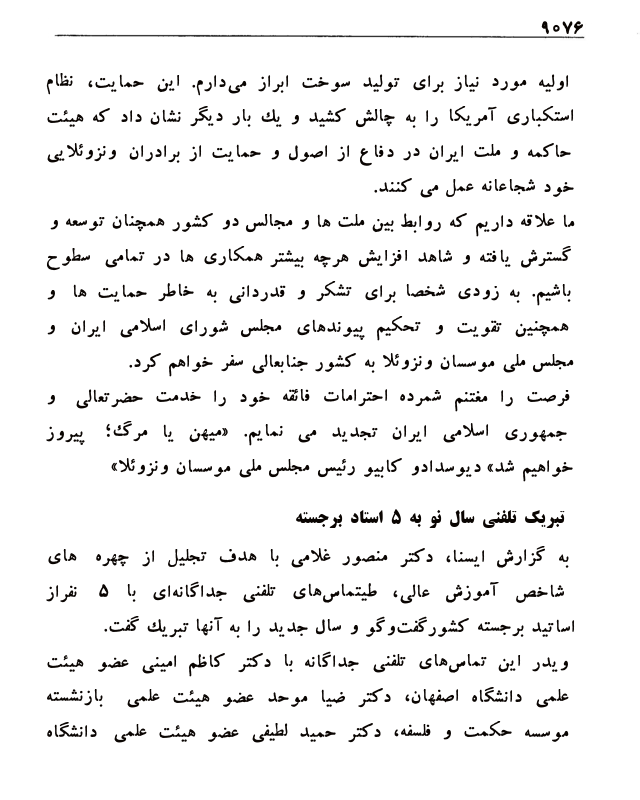 ۹۰۷۶
اولیه مورد نیاز برای تولید سوخت ابراز می‌دارم. این حمایت، نظام
استکباری آمریکا را به چالش کشید و یك بار دیگر نشان داد که هیئت
حاکمه و ملت ایران در دفاع از اصول و حمایت از برادران ونزوئلایی
خود شجاعانه عمل می کنند.
ما علاقه داریم که روابط بین ملت ها و مجالس دو کشور همچنان توسعه و
گسترش یافته و شاهد افزایش هرچه بیشتر همکاری ها در تمامی سطوح
باشیم. به زودی شخصا برای تشکر و قدردانی به خاطر حمایت ها و
همچنین تقویت و تحکیم پیوندهای مجلس شورای اسلامی ایران و
مجلس ملی موسسان ونزوئلا به کشور جنابعالی سفر خواهم کرد.
فرصت را مغتنم شمرده احترامات فائقه خود را خدمت حضرتعالی و
جمهوری اسلامی ایران تجدید می نمایم. «میهن یا مرگ؛ پیروز
خواهیم شد» دیوسدادو کابیو رئیس مجلس ملی موسسان ونزوئلا»
تبریك تلفنی سال نو به ۵ استاد برجسته
به گزارش ایسنا، دکتر منصور غلامی با هدف تجلیل از چهره های
شاخص آموزش عالی، طیتماس‌های تلفنی جداگانه‌ای با ۵ نفراز
اساتید برجسته کشورگفت‌وگو و سال جدید را به آنها تبریك گفت.
ویدر این تماس‌های تلفنی جداگانه با دکتر کاظم امینی عضو هیئت
علمی دانشگاه اصفهان، دکتر ضیا موحد عضو هیئت علمی بازنشسته
موسسه حکمت و فلسفه، دکتر حمید لطیفی عضو هیئت علمی دانشگاه